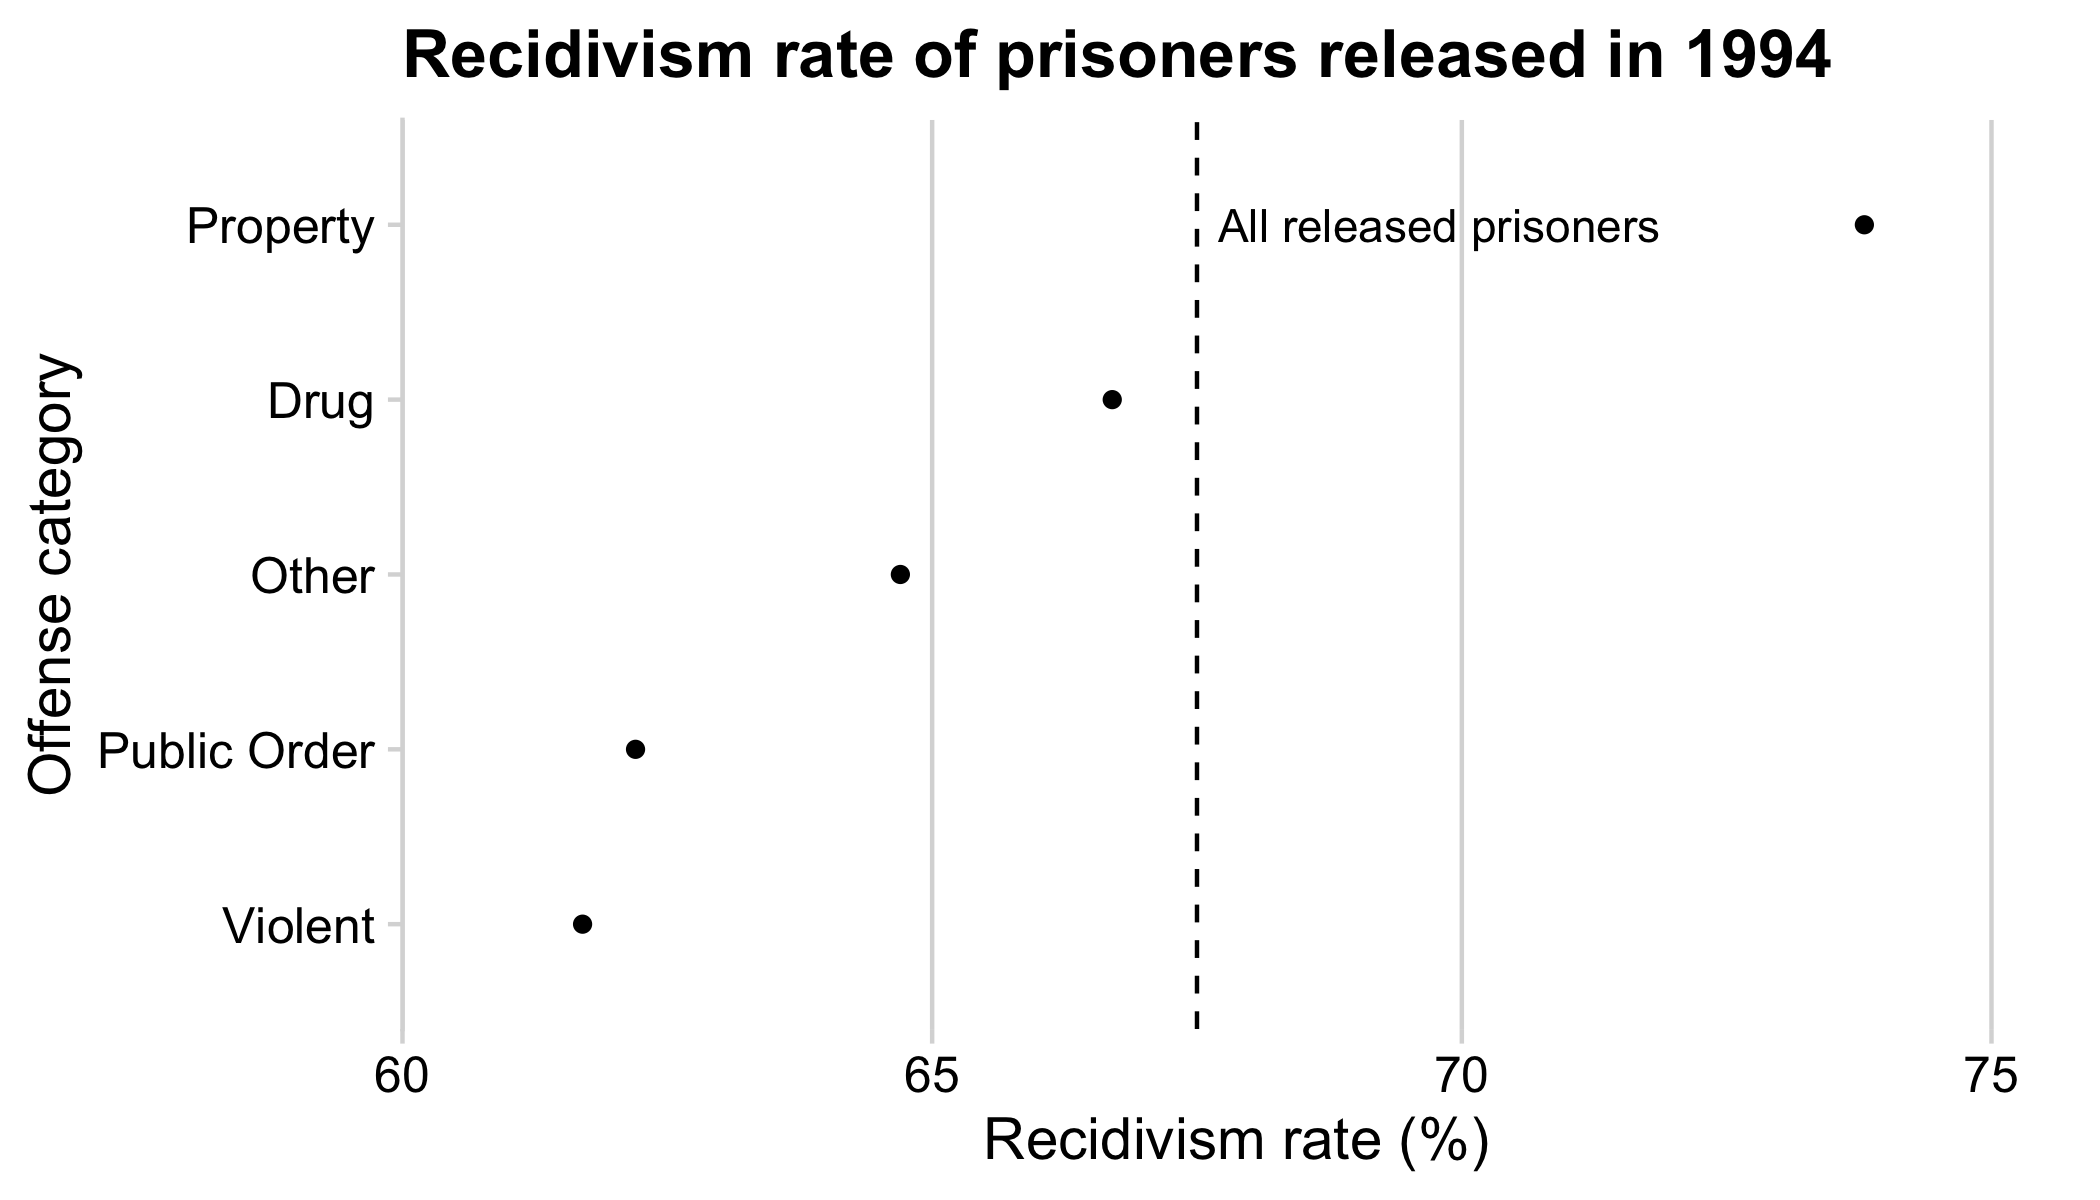 Recidivism rate of prisoners released in 1994
Offense category
Property
All released prisoners
Drug
Other
Public Order
Violent
60 65 70 75
Recidivism rate (%)